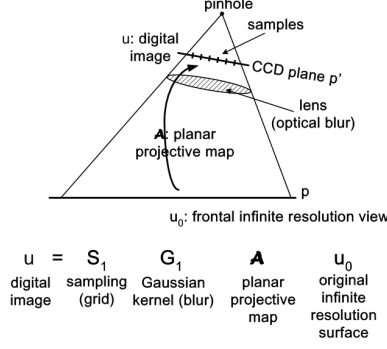 pinhole
samples
u: digital
image
CCD plane p'
lens
(optical blur)
A: planar
projective map
p
u₀: frontal infinite resolution view
u = S₁ G₁ A u₀
digital image sampling (grid) Gaussian kernel (blur) planar projective map original infinite resolution surface